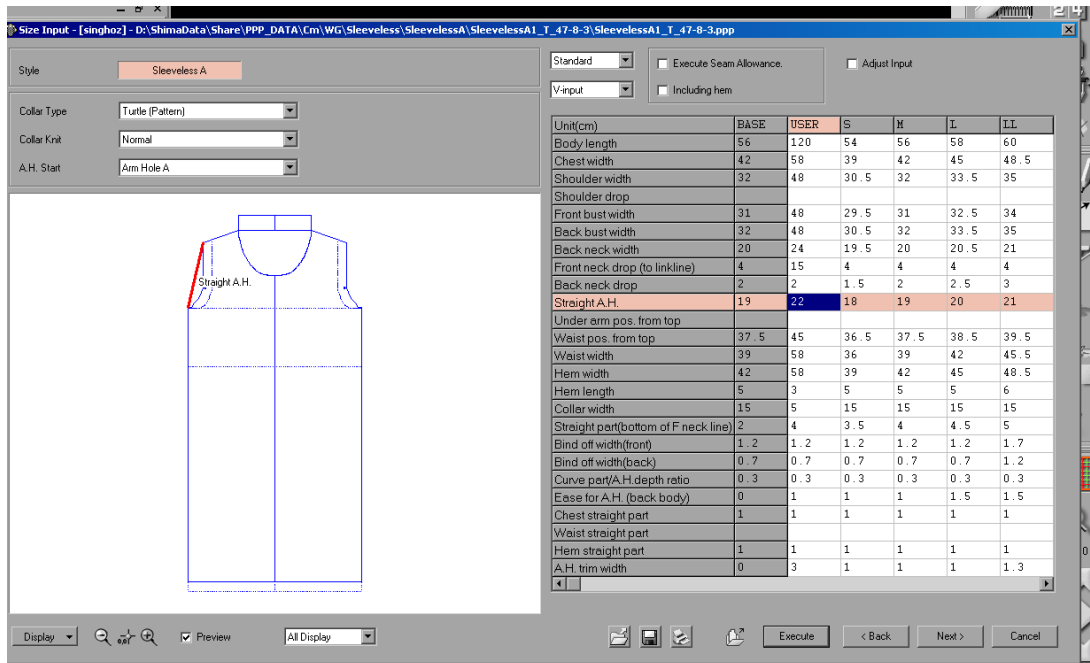 24
Size Input - [singhoz] - D:\ShimaData\Share\PPP_DATA\Cm\WG\Sleeveless\SleevelessA\SleevelessA1_T_47-8-3\SleevelessA1_T_47-8-3.ppp
Style Sleeveless A
Collar Type Turtle (Pattern)
Collar Knit Normal
A.H. Start Arm Hole A
Standard Execute Seam Allowance. Adjust Input
V-input Including hem
Straight A.H.
Unit(cm) BASE USER S M L LL
Body length 56 120 54 56 58 60
Chest width 42 58 39 42 45 48.5
Shoulder width 32 48 30.5 32 33.5 35
Shoulder drop
Front bust width 31 48 29.5 31 32.5 34
Back bust width 32 48 30.5 32 33.5 35
Back neck width 20 24 19.5 20 20.5 21
Front neck drop (to linkline) 4 15 4 4 4 4
Back neck drop 2 2 1.5 2 2.5 3
Straight A.H. 19 22 18 19 20 21
Under arm pos. from top
Waist pos. from top 37.5 45 36.5 37.5 38.5 39.5
Waist width 39 58 36 39 42 45.5
Hem width 42 58 39 42 45 48.5
Hem length 5 3 5 5 5 6
Collar width 15 5 15 15 15 15
Straight part(bottom of F neck line) 2 4 3.5 4 4.5 5
Bind off width(front) 1.2 1.2 1.2 1.2 1.2 1.7
Bind off width(back) 0.7 0.7 0.7 0.7 0.7 1.2
Curve part/A.H.depth ratio 0.3 0.3 0.3 0.3 0.3 0.3
Ease for A.H. (back body) 0 1 1 1 1.5 1.5
Chest straight part 1 1 1 1 1 1
Waist straight part
Hem straight part 1 1 1 1 1 1
A.H. trim width 0 3 1 1 1 1.3
Display Preview All Display Execute < Back Next > Cancel